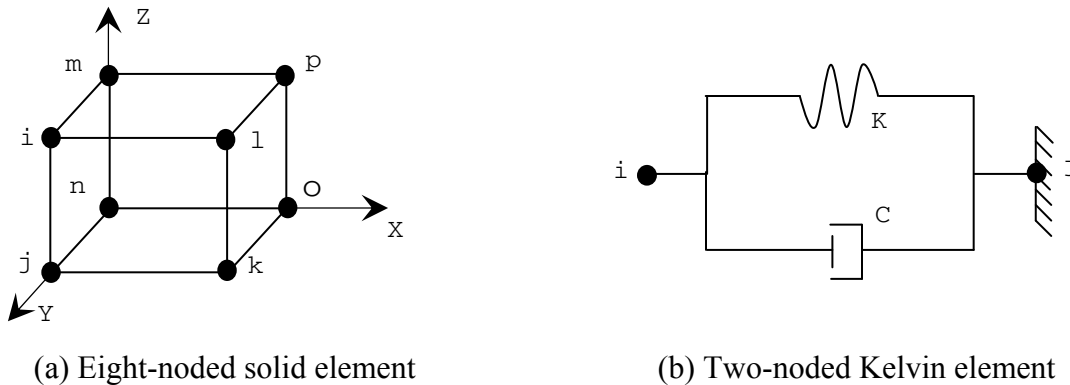 Z
m
p
i
l
n
O
X
j
k
Y
K
i
J
C
(a) Eight-noded solid element
(b) Two-noded Kelvin element